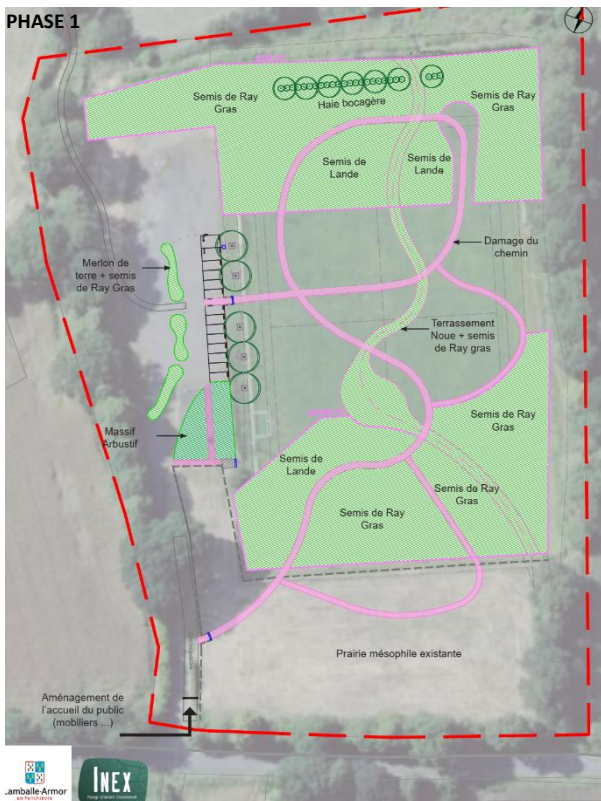 PHASE 1
Semis de Ray
Gras
Haie bocagère
Semis de Ray
Gras
Semis de
Lande
Semis de
Lande
Merlon de
terre + semis
de Ray Gras
Damage du
chemin
Terrassement
Noue + semis
de Ray gras
Massif
Arbustif
Semis de
Lande
Semis de Ray
Gras
Semis de Ray
Gras
Semis de Ray
Gras
Prairie mésophile existante
Aménagement de
l'accueil du public
(mobiliers ...)
Lamballe-Armor
INEX